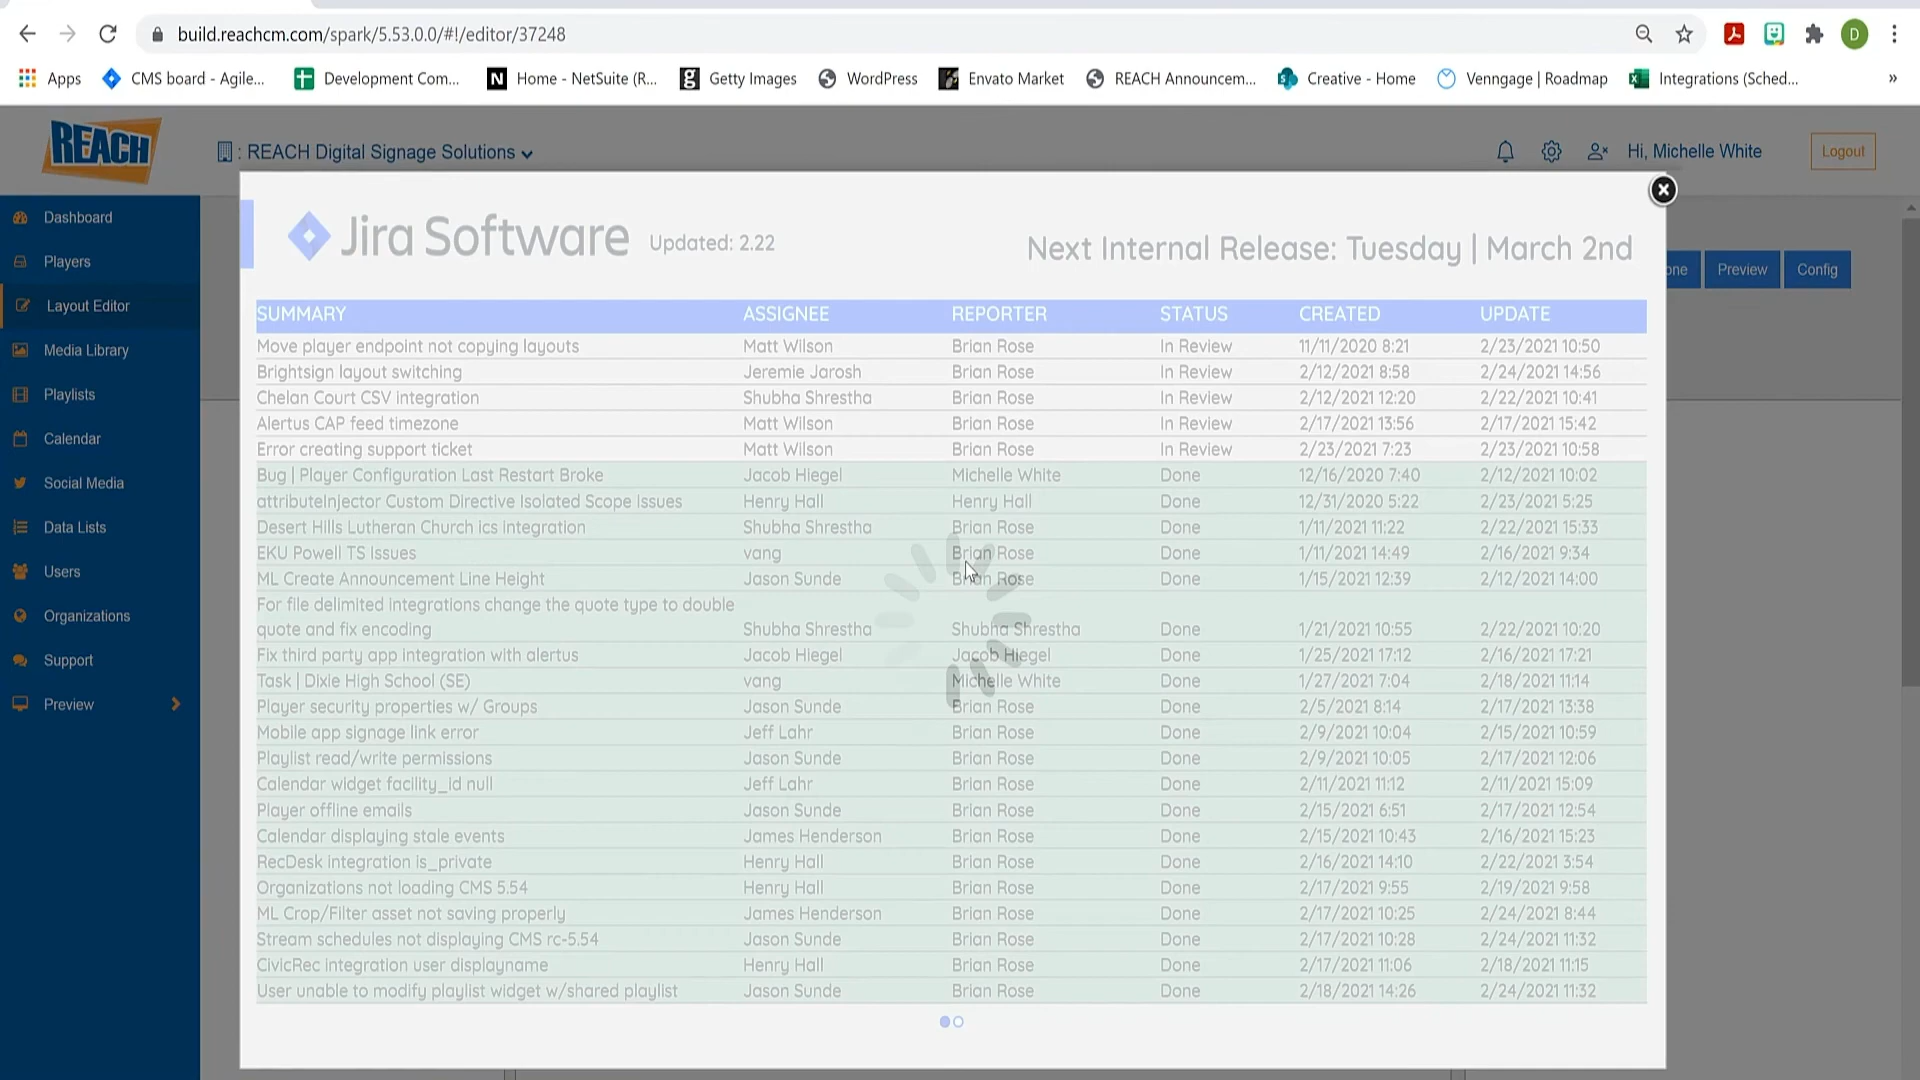 build.reachcm.com/spark/5.53.0.0/#!/editor/37248
D
Apps
CMS board - Agile...
Development Com...
Home - NetSuite (R...
Getty Images
WordPress
Envato Market
REACH Announcem...
Creative - Home
Venngage | Roadmap
Integrations (Sched...
»
REACH
: REACH Digital Signage Solutions
Hi, Michelle White
Logout
Dashboard
Players
Layout Editor
Media Library
Playlists
Calendar
Social Media
Data Lists
Users
Organizations
Support
Preview
one
Preview
Config
Jira Software
Updated: 2.22
Next Internal Release: Tuesday | March 2nd
SUMMARY ASSIGNEE REPORTER STATUS CREATED UPDATE
Move player endpoint not copying layouts Matt Wilson Brian Rose In Review 11/11/2020 8:21 2/23/2021 10:50
Brightsign layout switching Jeremie Jarosh Brian Rose In Review 2/12/2021 8:58 2/24/2021 14:56
Chelan Court CSV integration Shubha Shrestha Brian Rose In Review 2/12/2021 12:20 2/22/2021 10:41
Alertus CAP feed timezone Matt Wilson Brian Rose In Review 2/17/2021 13:56 2/17/2021 15:42
Error creating support ticket Matt Wilson Brian Rose In Review 2/23/2021 7:23 2/23/2021 10:58
Bug | Player Configuration Last Restart Broke Jacob Hiegel Michelle White Done 12/16/2020 7:40 2/12/2021 10:02
attributeInjector Custom Directive Isolated Scope Issues Henry Hall Henry Hall Done 12/31/2020 5:22 2/23/2021 5:25
Desert Hills Lutheran Church ics integration Shubha Shrestha Brian Rose Done 1/11/2021 11:22 2/22/2021 15:33
EKU Powell TS Issues vang Brian Rose Done 1/11/2021 14:49 2/16/2021 9:34
ML Create Announcement Line Height Jason Sunde Brian Rose Done 1/15/2021 12:39 2/12/2021 14:00
For file delimited integrations change the quote type to double
quote and fix encoding Shubha Shrestha Shubha Shrestha Done 1/21/2021 10:55 2/22/2021 10:20
Fix third party app integration with alertus Jacob Hiegel Jacob Hiegel Done 1/25/2021 17:12 2/16/2021 17:21
Task | Dixie High School (SE) vang Michelle White Done 1/27/2021 7:04 2/18/2021 11:14
Player security properties w/ Groups Jason Sunde Brian Rose Done 2/5/2021 8:14 2/17/2021 13:38
Mobile app signage link error Jeff Lahr Brian Rose Done 2/9/2021 10:04 2/15/2021 10:59
Playlist read/write permissions Jason Sunde Brian Rose Done 2/9/2021 10:05 2/17/2021 12:06
Calendar widget facility_id null Jeff Lahr Brian Rose Done 2/11/2021 11:12 2/11/2021 15:09
Player offline emails Jason Sunde Brian Rose Done 2/15/2021 6:51 2/17/2021 12:54
Calendar displaying stale events James Henderson Brian Rose Done 2/15/2021 10:43 2/16/2021 15:23
RecDesk integration is_private Henry Hall Brian Rose Done 2/16/2021 14:10 2/22/2021 3:54
Organizations not loading CMS 5.54 Henry Hall Brian Rose Done 2/17/2021 9:55 2/19/2021 9:58
ML Crop/Filter asset not saving properly James Henderson Brian Rose Done 2/17/2021 10:25 2/24/2021 8:44
Stream schedules not displaying CMS rc-5.54 Jason Sunde Brian Rose Done 2/17/2021 10:28 2/24/2021 11:32
CivicRec integration user displayname Henry Hall Brian Rose Done 2/17/2021 11:06 2/18/2021 11:15
User unable to modify playlist widget w/shared playlist Jason Sunde Brian Rose Done 2/18/2021 14:26 2/24/2021 11:32